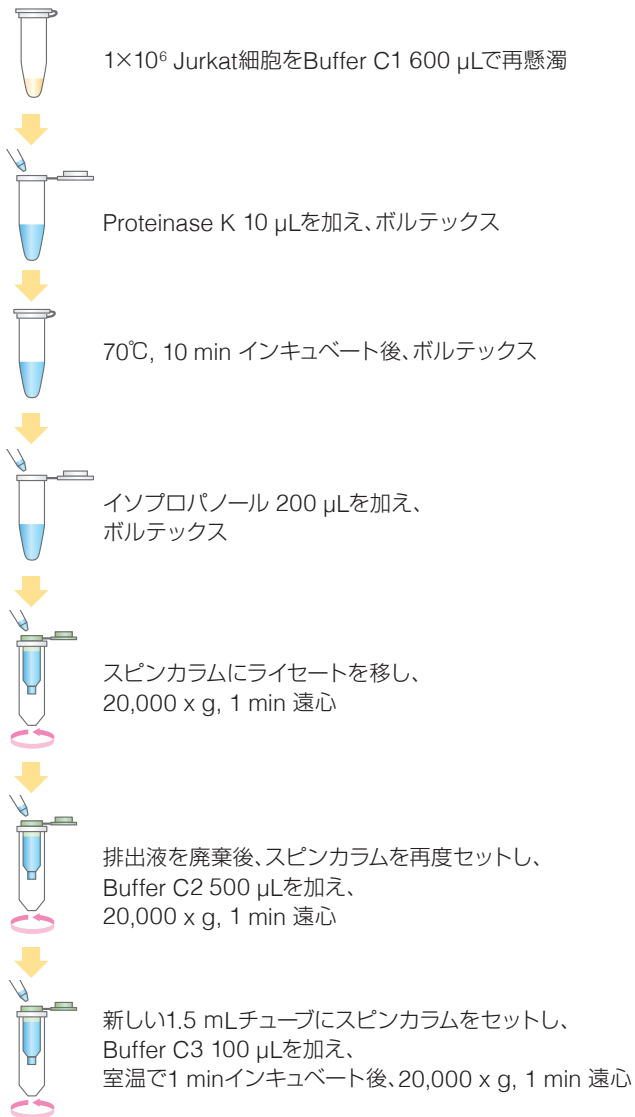 1×10⁶ Jurkat細胞をBuffer C1 600 µLで再懸濁
Proteinase K 10 µLを加え、ボルテックス
70℃, 10 min インキュベート後、ボルテックス
イソプロパノール 200 µLを加え、
ボルテックス
スピンカラムにライセートを移し、
20,000 x g, 1 min 遠心
排出液を廃棄後、スピンカラムを再度セットし、
Buffer C2 500 µLを加え、
20,000 x g, 1 min 遠心
新しい1.5 mLチューブにスピンカラムをセットし、
Buffer C3 100 µLを加え、
室温で1 minインキュベート後、20,000 x g, 1 min 遠心